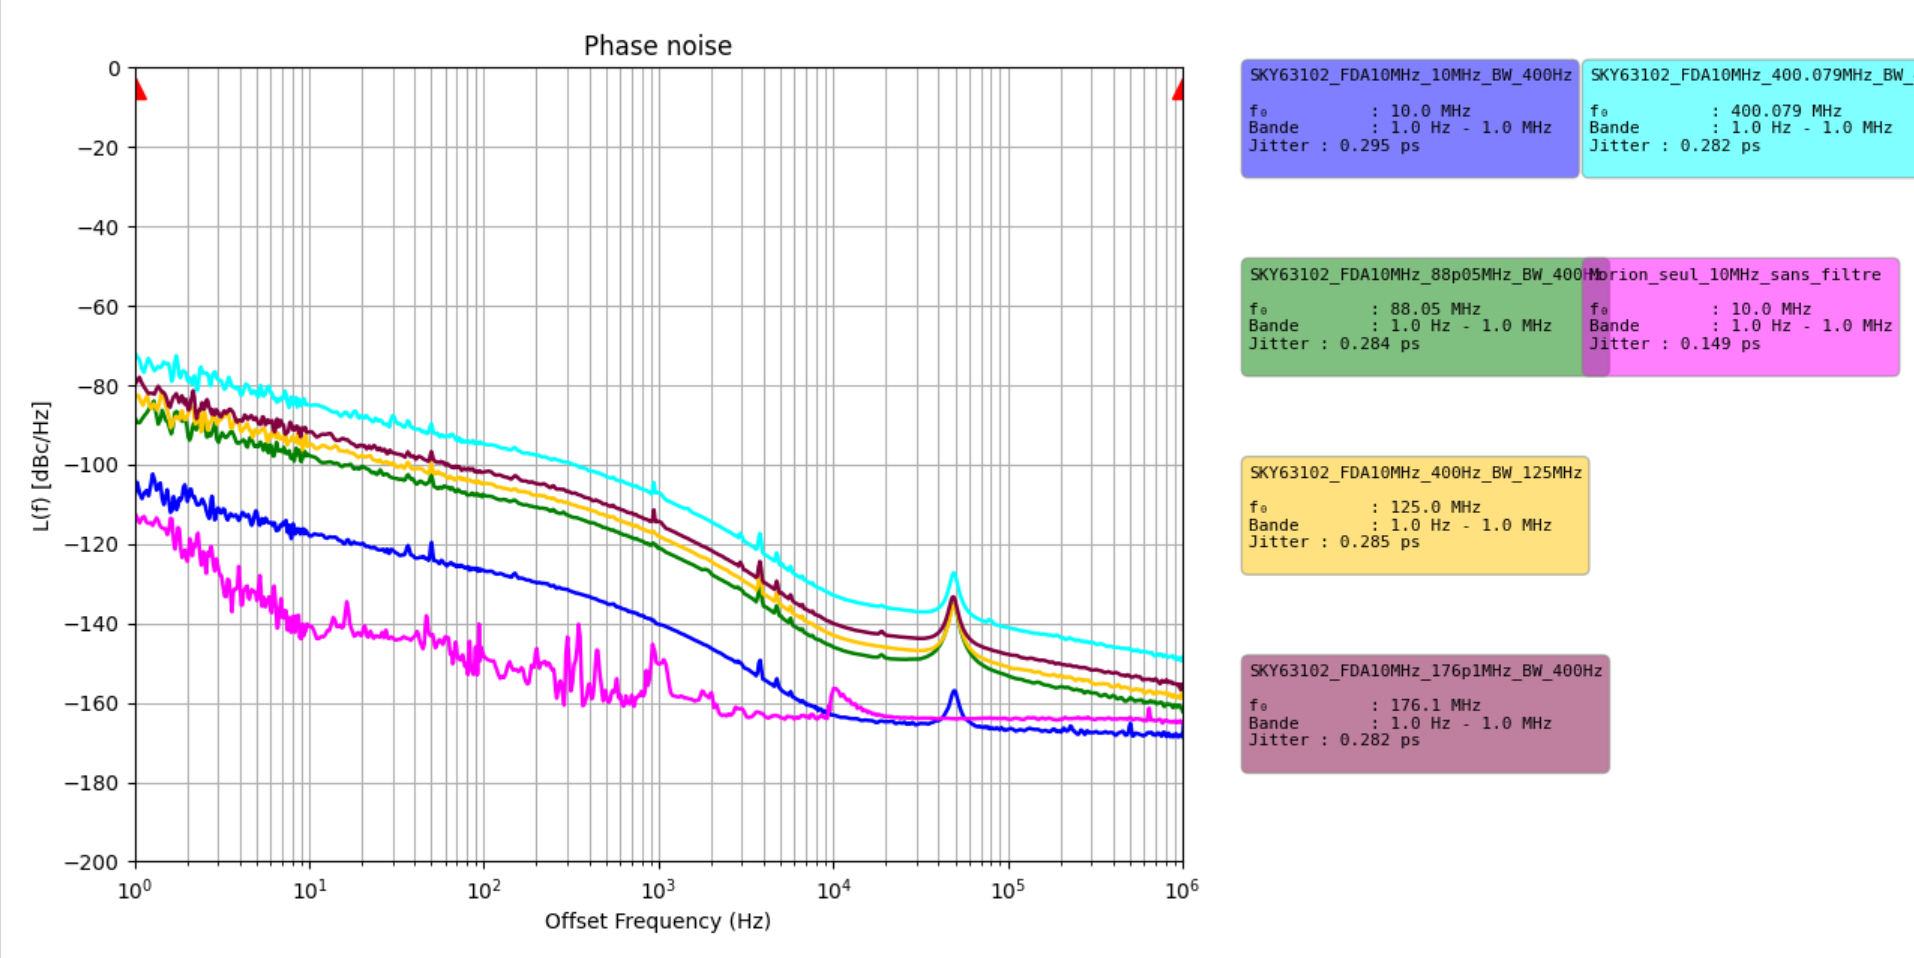 Phase noise
L(f) [dBc/Hz]
0
−20
−40
−60
−80
−100
−120
−140
−160
−180
−200
10⁰
10¹
10²
10³
10⁴
10⁵
10⁶
Offset Frequency (Hz)
SKY63102_FDA10MHz_10MHz_BW_400Hz
f₀ : 10.0 MHz
Bande : 1.0 Hz - 1.0 MHz
Jitter : 0.295 ps
SKY63102_FDA10MHz_400.079MHz_BW_
f₀ : 400.079 MHz
Bande : 1.0 Hz - 1.0 MHz
Jitter : 0.282 ps
SKY63102_FDA10MHz_88p05MHz_BW_400Hz
f₀ : 88.05 MHz
Bande : 1.0 Hz - 1.0 MHz
Jitter : 0.284 ps
Morion_seul_10MHz_sans_filtre
f₀ : 10.0 MHz
Bande : 1.0 Hz - 1.0 MHz
Jitter : 0.149 ps
SKY63102_FDA10MHz_400Hz_BW_125MHz
f₀ : 125.0 MHz
Bande : 1.0 Hz - 1.0 MHz
Jitter : 0.285 ps
SKY63102_FDA10MHz_176p1MHz_BW_400Hz
f₀ : 176.1 MHz
Bande : 1.0 Hz - 1.0 MHz
Jitter : 0.282 ps